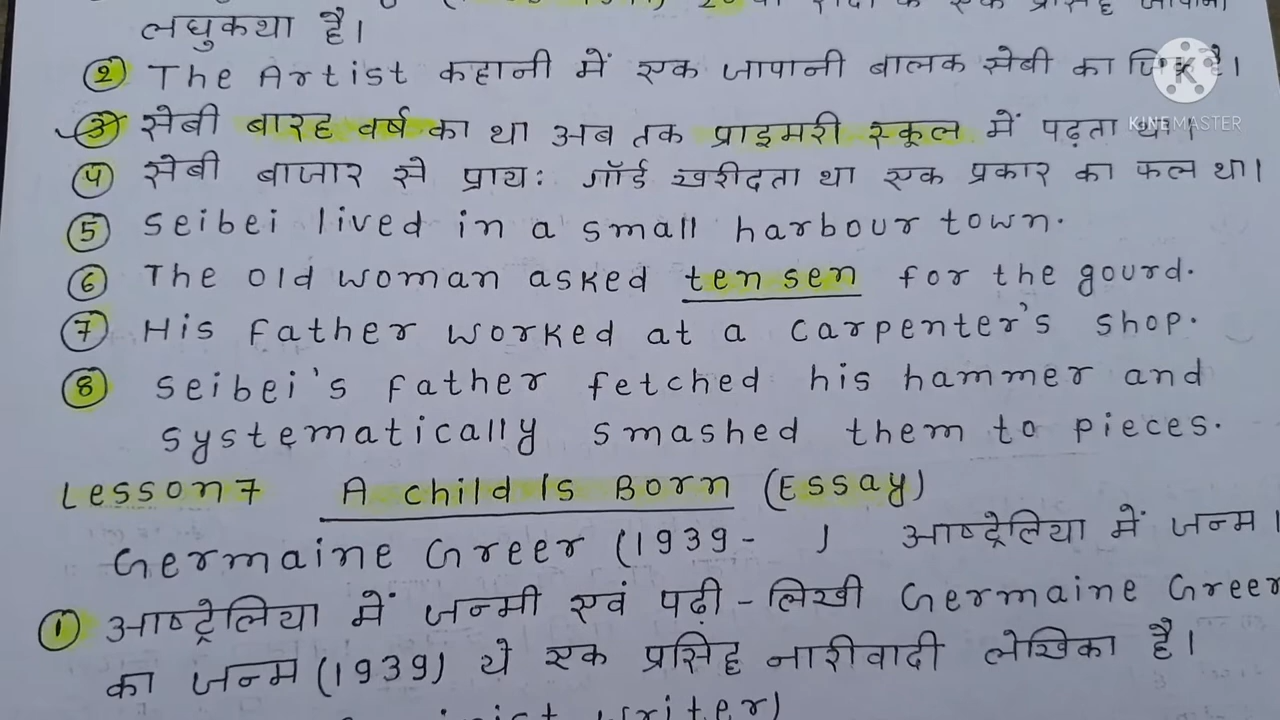 लघुकथा है।
② The Artist कहानी में एक जापानी बालक सेबी का जिक्र है।
③ सेबी बारह वर्ष का था अब तक प्राइमरी स्कूल में पढ़ता था।
④ सेबी बाजार से प्रायः गॉर्ड खरीदता था एक प्रकार का फल था।
⑤ Seibei lived in a small harbour town.
⑥ The old woman asked ten sen for the gourd.
⑦ His Father worked at a carpenter's shop.
⑧ Seibei's Father fetched his hammer and
systematically smashed them to pieces.
Lesson 7 A child Is Born (Essay)
Germaine Greer (1939 - ) आष्ट्रेलिया में जन्म।
① आष्ट्रेलिया में जन्मी एवं पढ़ी - लिखी Germaine Greer
का जन्म (1939) ये एक प्रसिद्द नारीवादी लेखिका है।
writer)
KINEMASTER